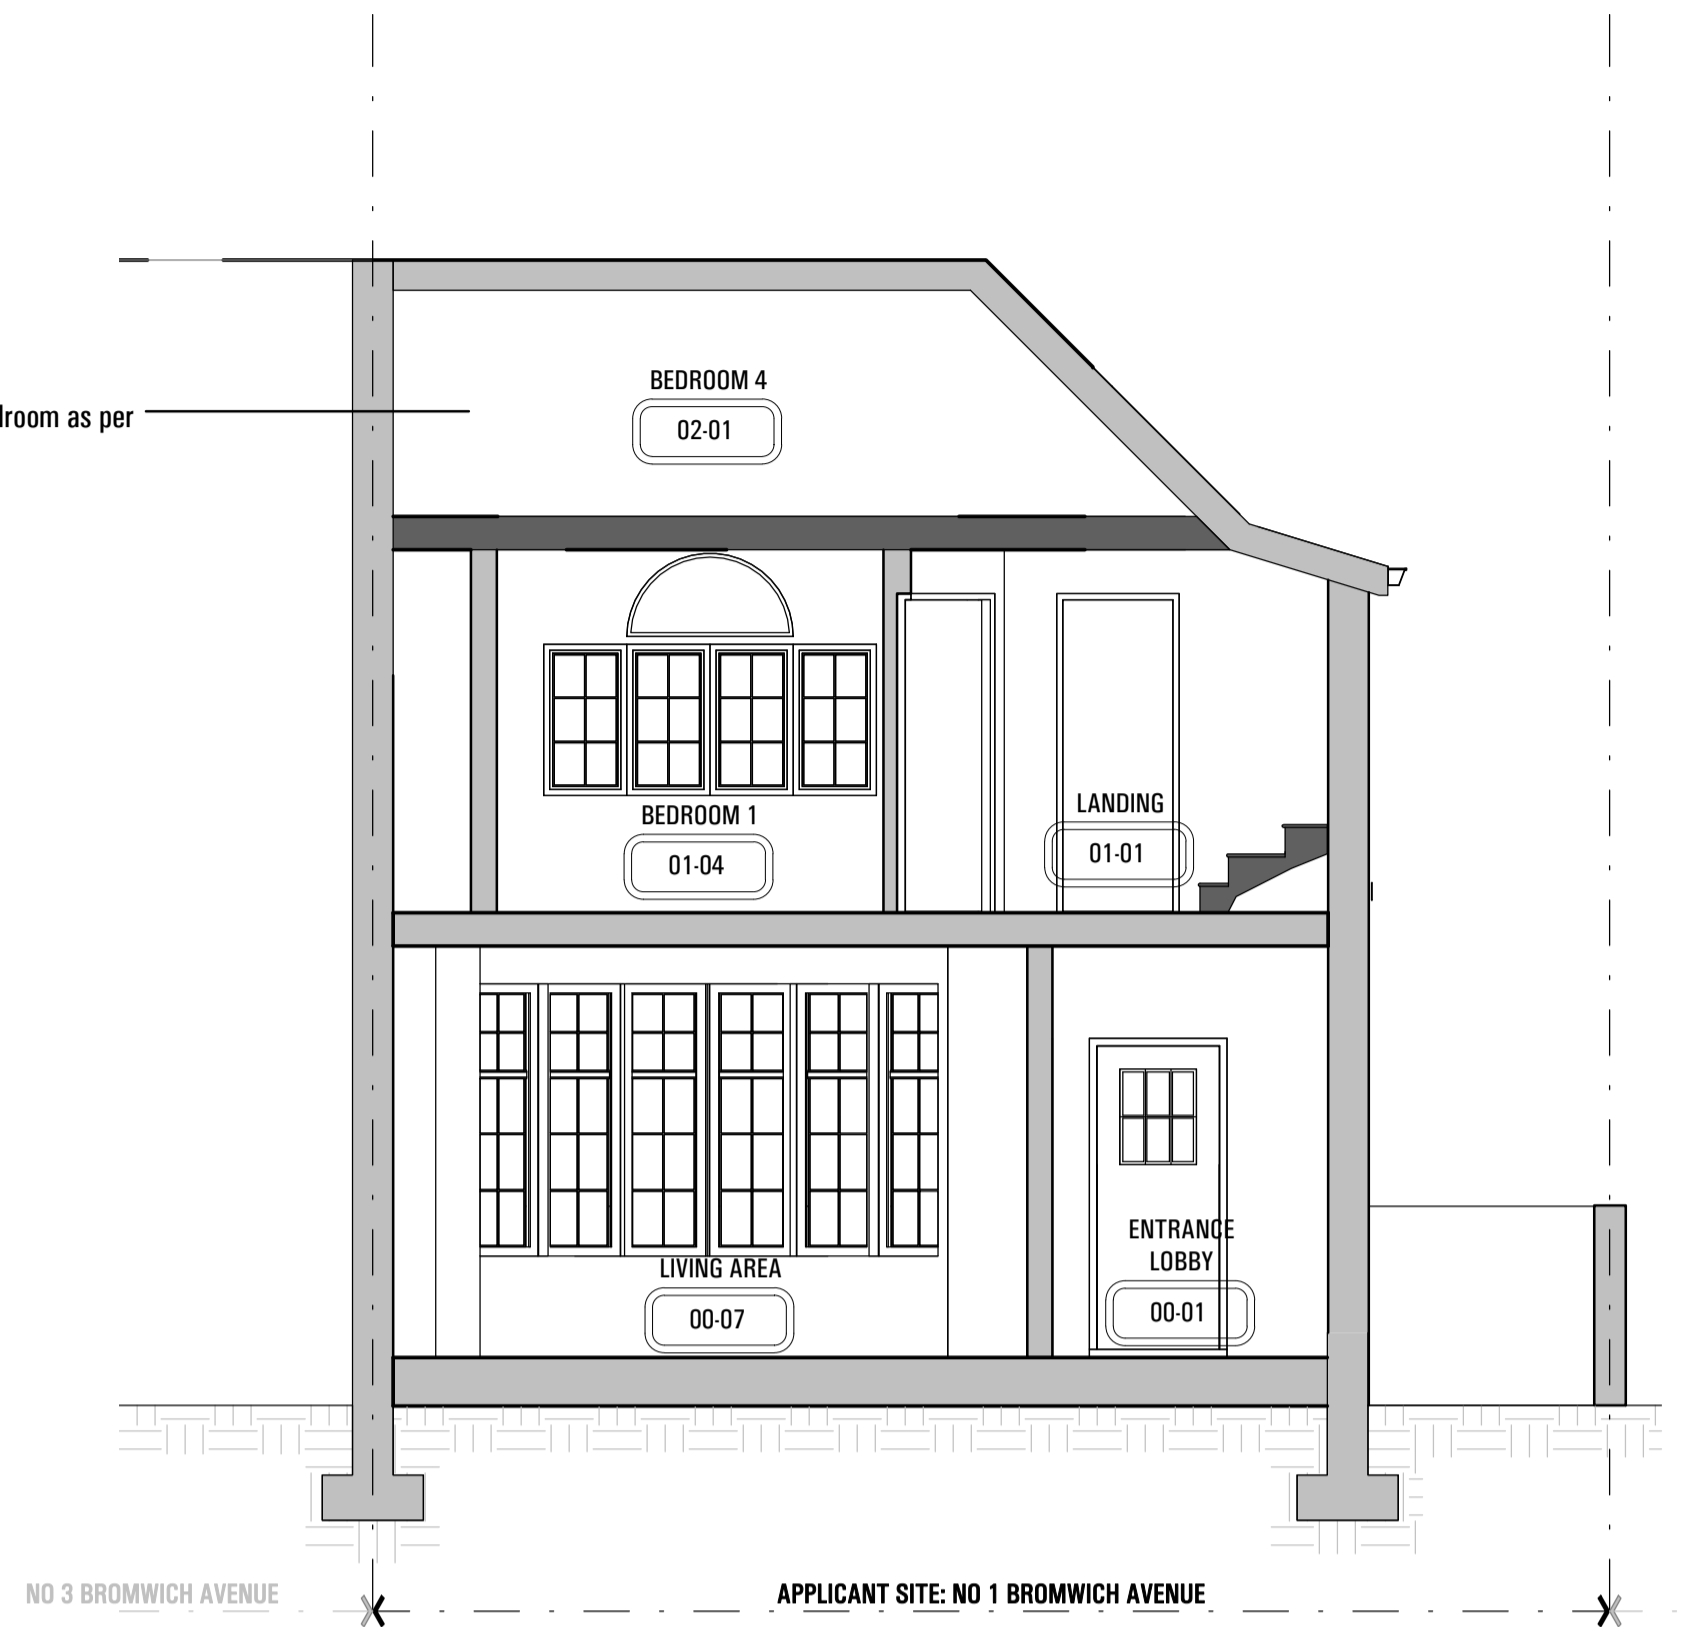 BEDROOM 4
02-01
as per
BEDROOM 1
01-04
LANDING
01-01
LIVING AREA
00-07
ENTRANCE
LOBBY
00-01
NO 3 BROMWICH AVENUE
APPLICANT SITE: NO 1 BROMWICH AVENUE